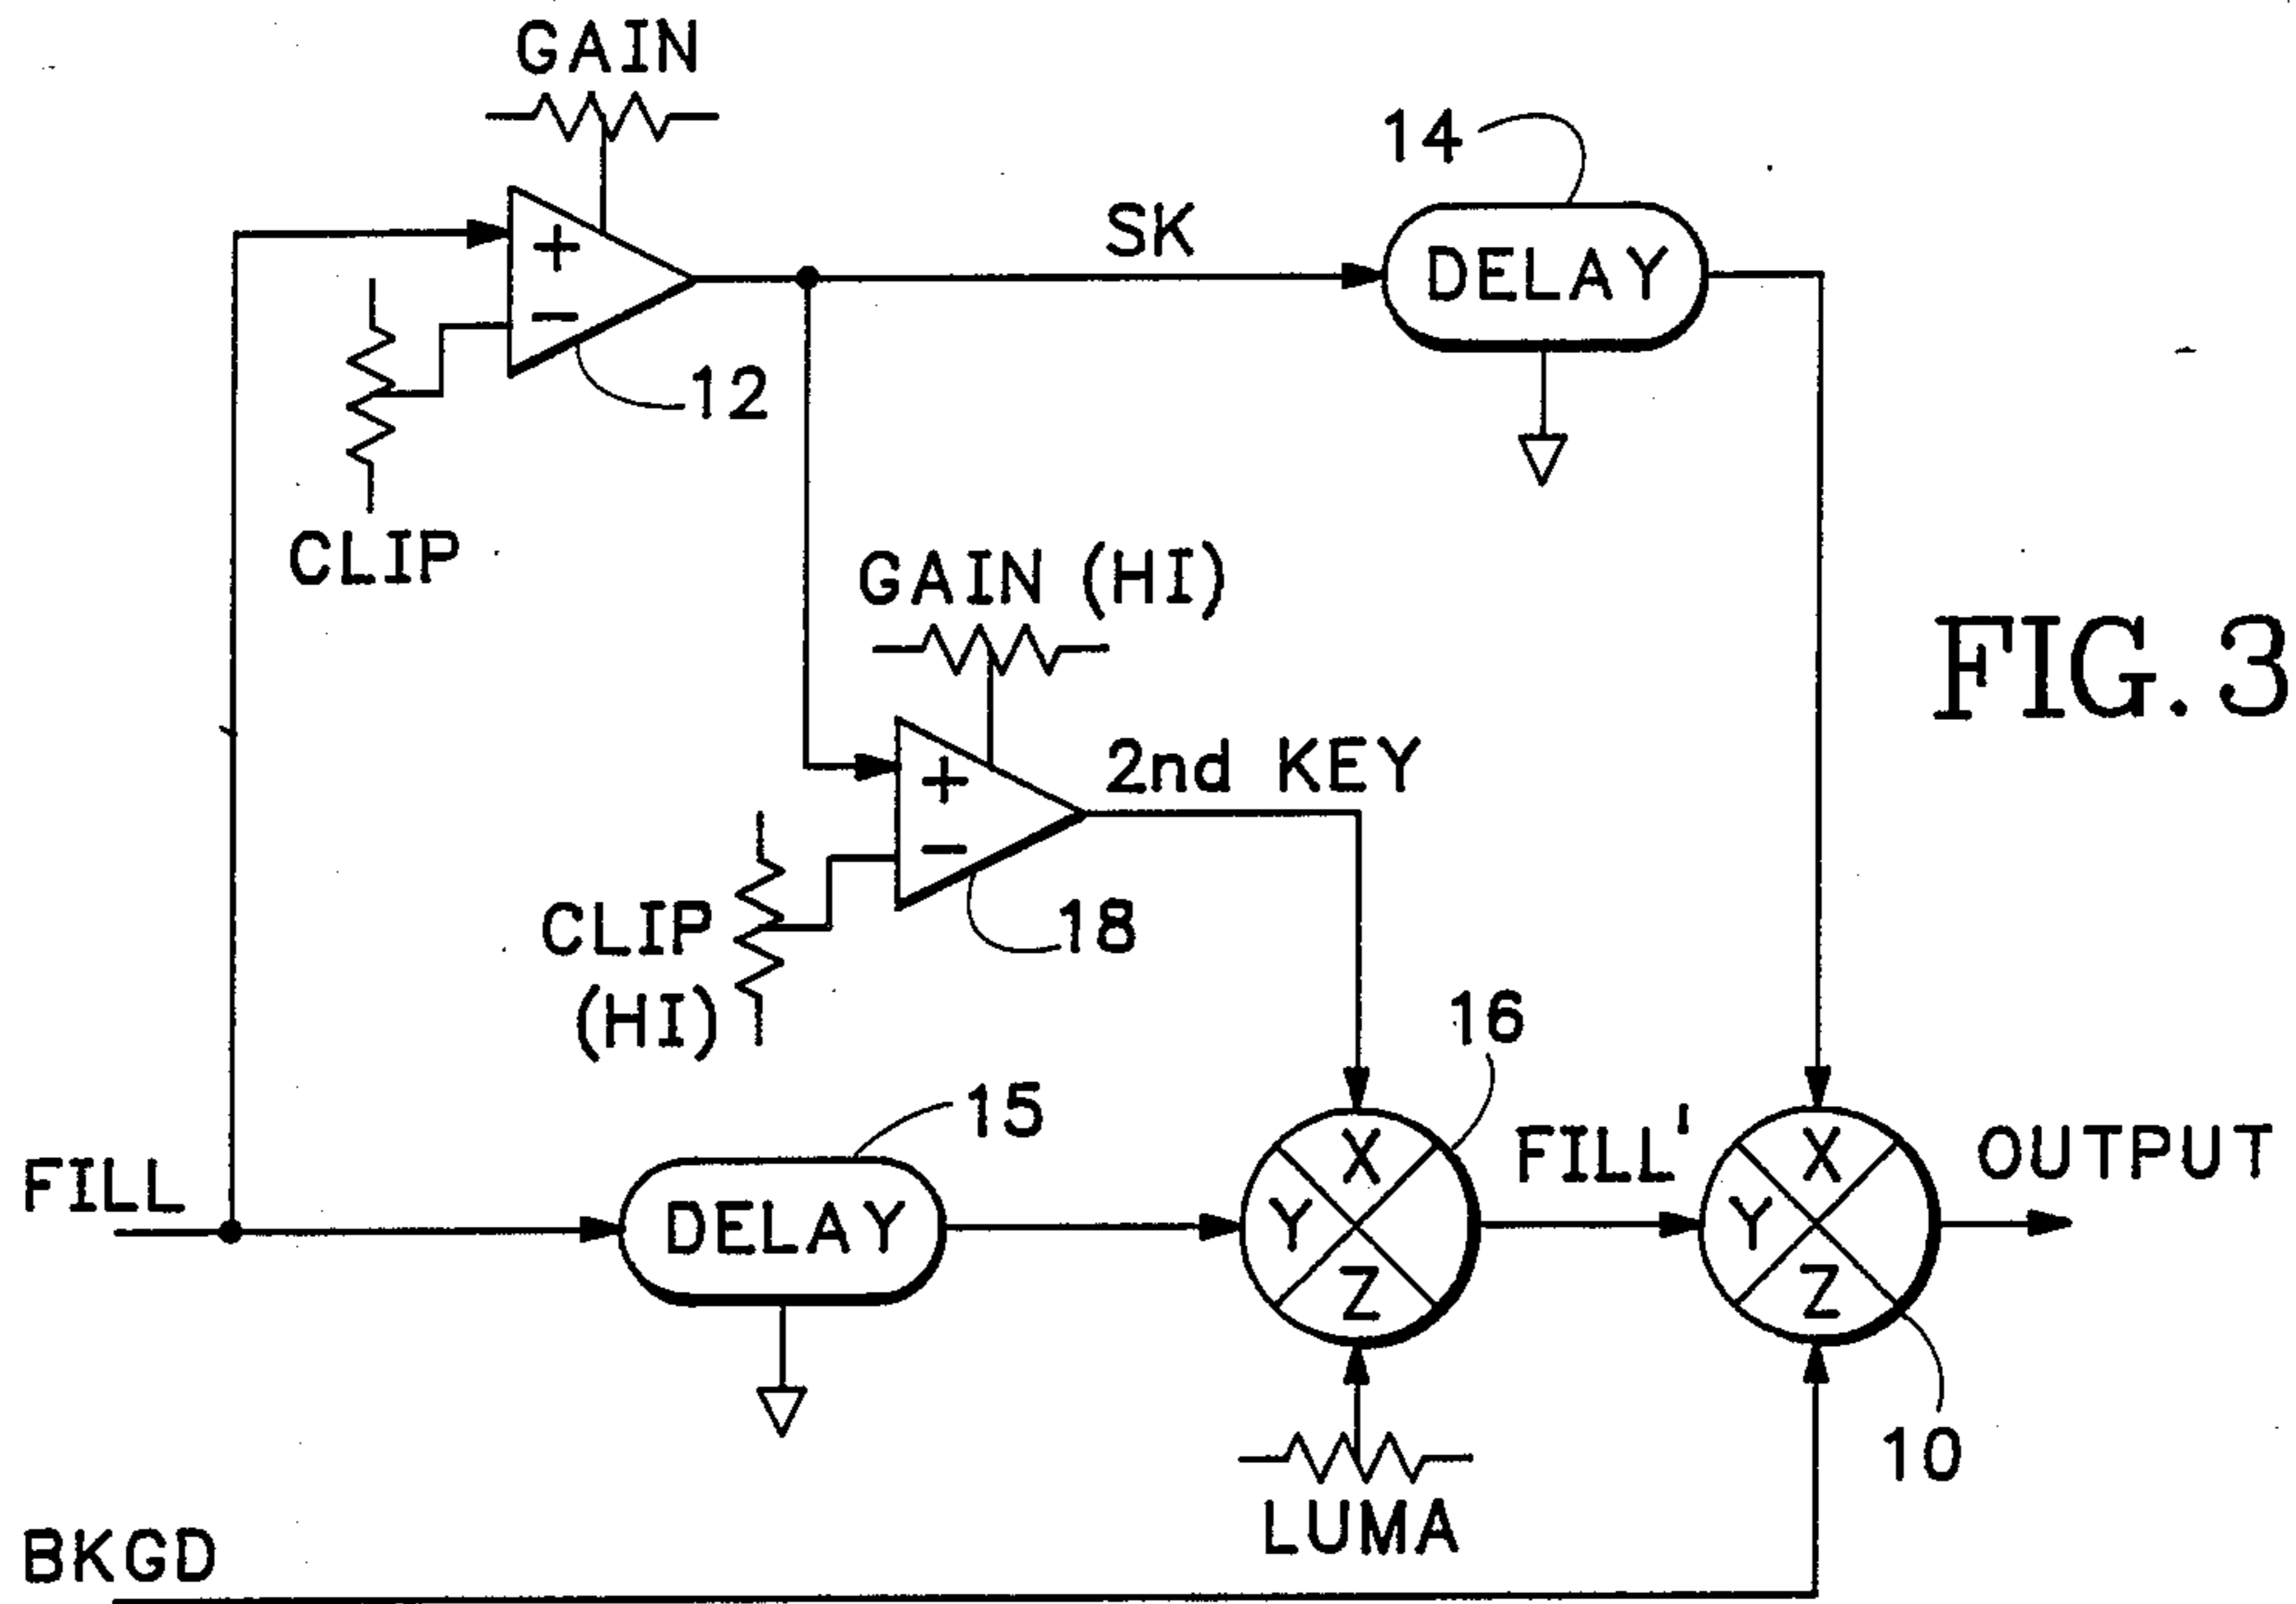 GAIN
14
+
SK
DELAY
−
12
CLIP
GAIN (HI)
FIG. 3
2nd KEY
+
−
CLIP
(HI)
18
16
15
FILL
DELAY
X
Y
Z
FILL'
X
Y
Z
OUTPUT
10
LUMA
BKGD